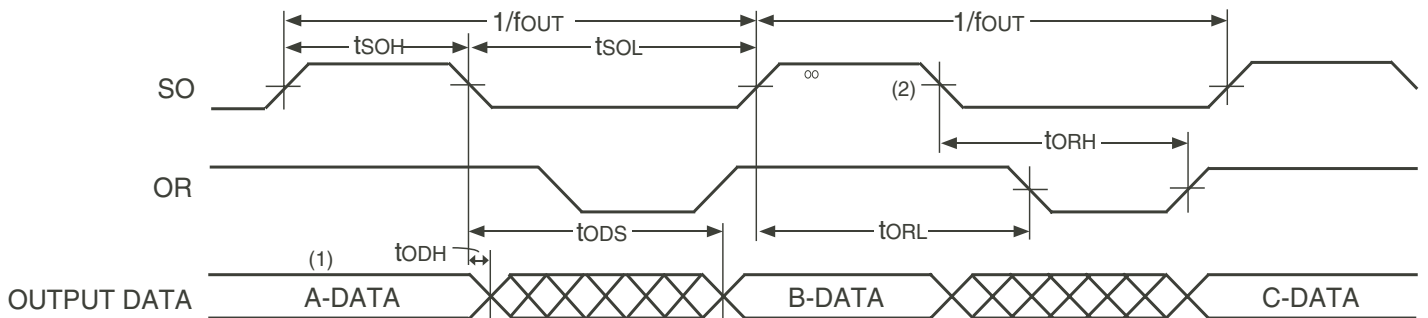 1/fOUT 1/fOUT
tSOH tSOL
SO ∞ (2)
tORH
OR
tODS tORL
tODH
(1)
OUTPUT DATA A-DATA B-DATA C-DATA